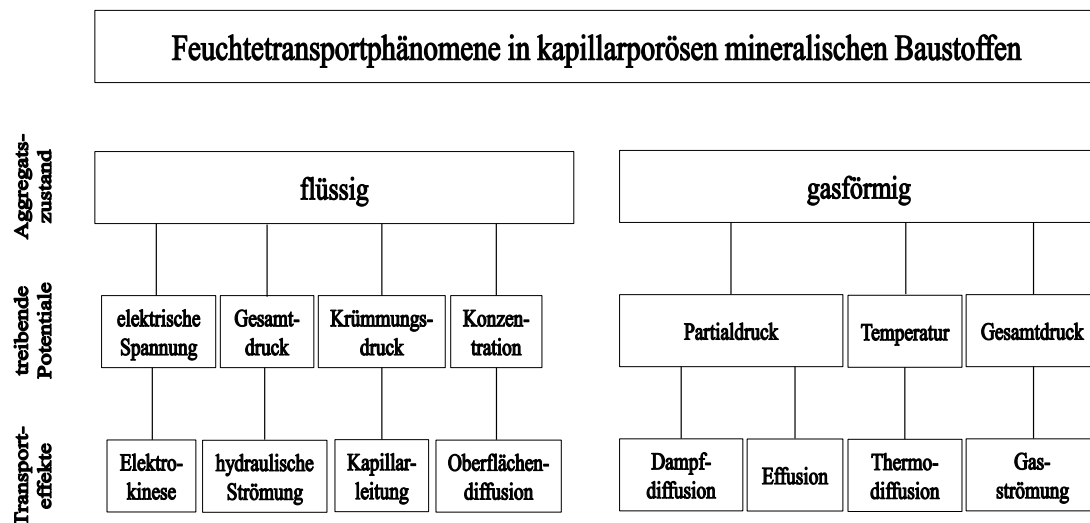 Feuchtetransportphänomene in kapillarporösen mineralischen Baustoffen
Aggregats-
zustand
flüssig
gasförmig
treibende
Potentiale
elektrische
Spannung
Gesamt-
druck
Krümmungs-
druck
Konzen-
tration
Partialdruck
Temperatur
Gesamtdruck
Transport-
effekte
Elektro-
kinese
hydraulische
Strömung
Kapillar-
leitung
Oberflächen-
diffusion
Dampf-
diffusion
Effusion
Thermo-
diffusion
Gas-
strömung